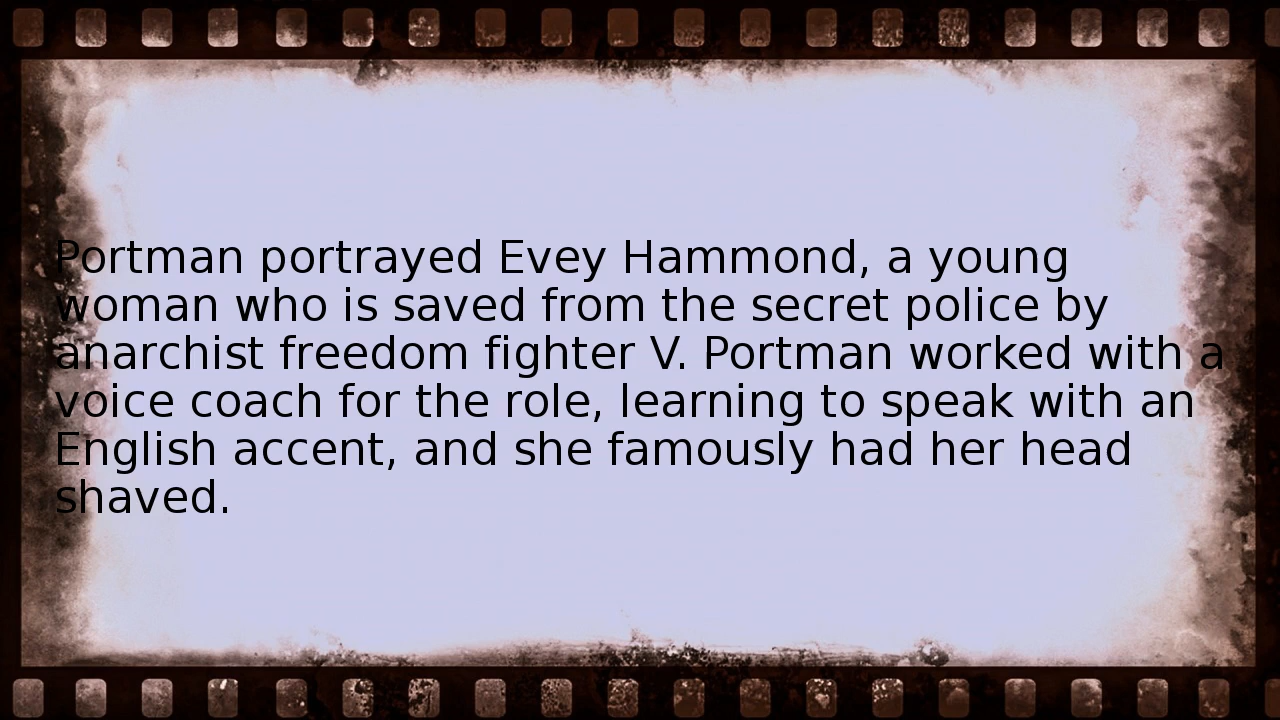 Portman portrayed Evey Hammond, a young
woman who is saved from the secret police by
anarchist freedom fighter V. Portman worked with a
voice coach for the role, learning to speak with an
English accent, and she famously had her head
shaved.